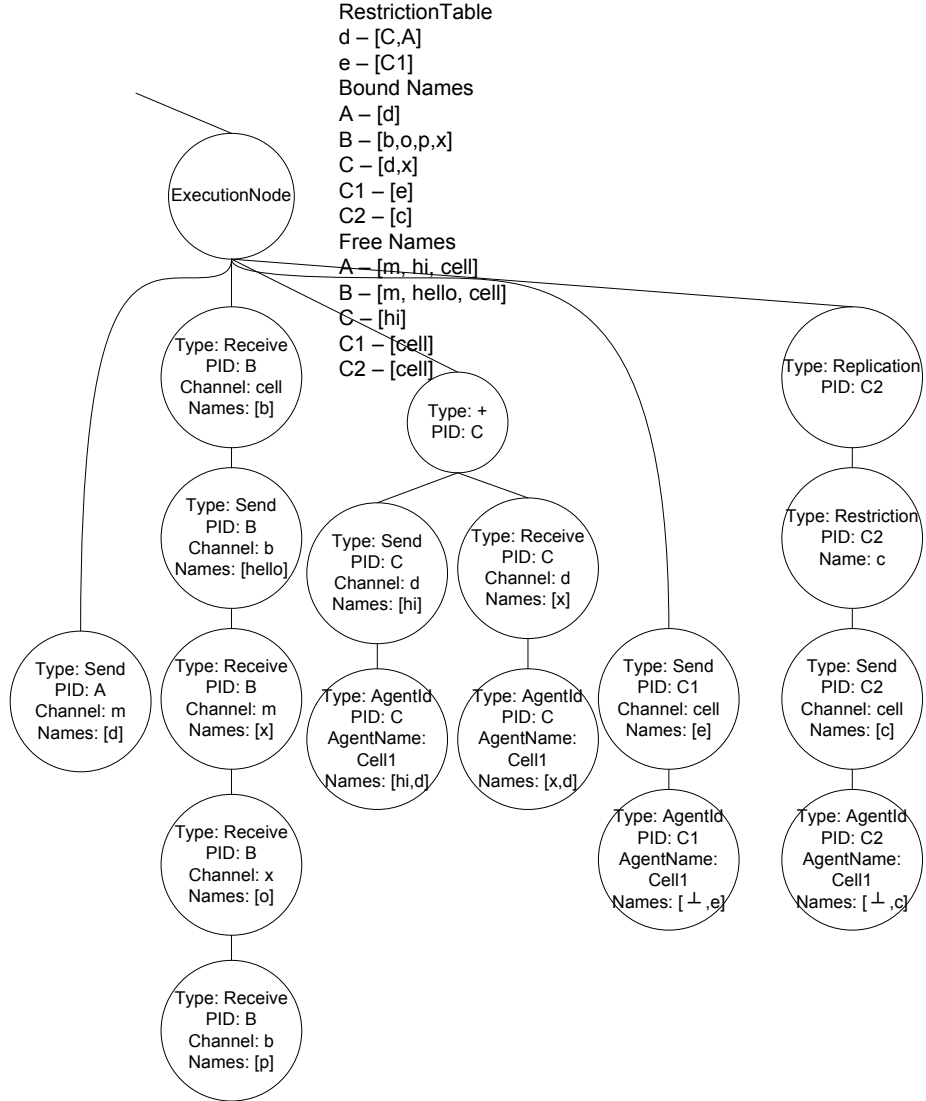 RestrictionTable
d – [C,A]
e – [C1]
Bound Names
A – [d]
B – [b,o,p,x]
C – [d,x]
C1 – [e]
C2 – [c]
Free Names
A – [m, hi, cell]
B – [m, hello, cell]
C – [hi]
C1 – [cell]
C2 – [cell]
ExecutionNode
Type: Send
PID: A
Channel: m
Names: [d]
Type: Receive
PID: B
Channel: cell
Names: [b]
Type: Send
PID: B
Channel: b
Names: [hello]
Type: Receive
PID: B
Channel: m
Names: [x]
Type: Receive
PID: B
Channel: x
Names: [o]
Type: Receive
PID: B
Channel: b
Names: [p]
Type: +
PID: C
Type: Send
PID: C
Channel: d
Names: [hi]
Type: AgentId
PID: C
AgentName:
Cell1
Names: [hi,d]
Type: Receive
PID: C
Channel: d
Names: [x]
Type: AgentId
PID: C
AgentName:
Cell1
Names: [x,d]
Type: Send
PID: C1
Channel: cell
Names: [e]
Type: AgentId
PID: C1
AgentName:
Cell1
Names: [ ⊥ ,e]
Type: Replication
PID: C2
Type: Restriction
PID: C2
Name: c
Type: Send
PID: C2
Channel: cell
Names: [c]
Type: AgentId
PID: C2
AgentName:
Cell1
Names: [ ⊥ ,c]